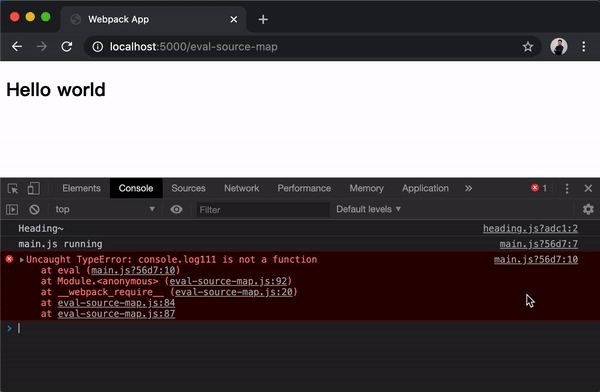 Webpack App
localhost:5000/eval-source-map
Hello world
Elements Console Sources Network Performance Memory Application » 1
top Filter Default levels
Heading~ heading.js?adc1:2
main.js running main.js?56d7:7
Uncaught TypeError: console.log111 is not a function main.js?56d7:10
at eval (main.js?56d7:10)
at Module.<anonymous> (eval-source-map.js:92)
at __webpack_require__ (eval-source-map.js:20)
at eval-source-map.js:84
at eval-source-map.js:87